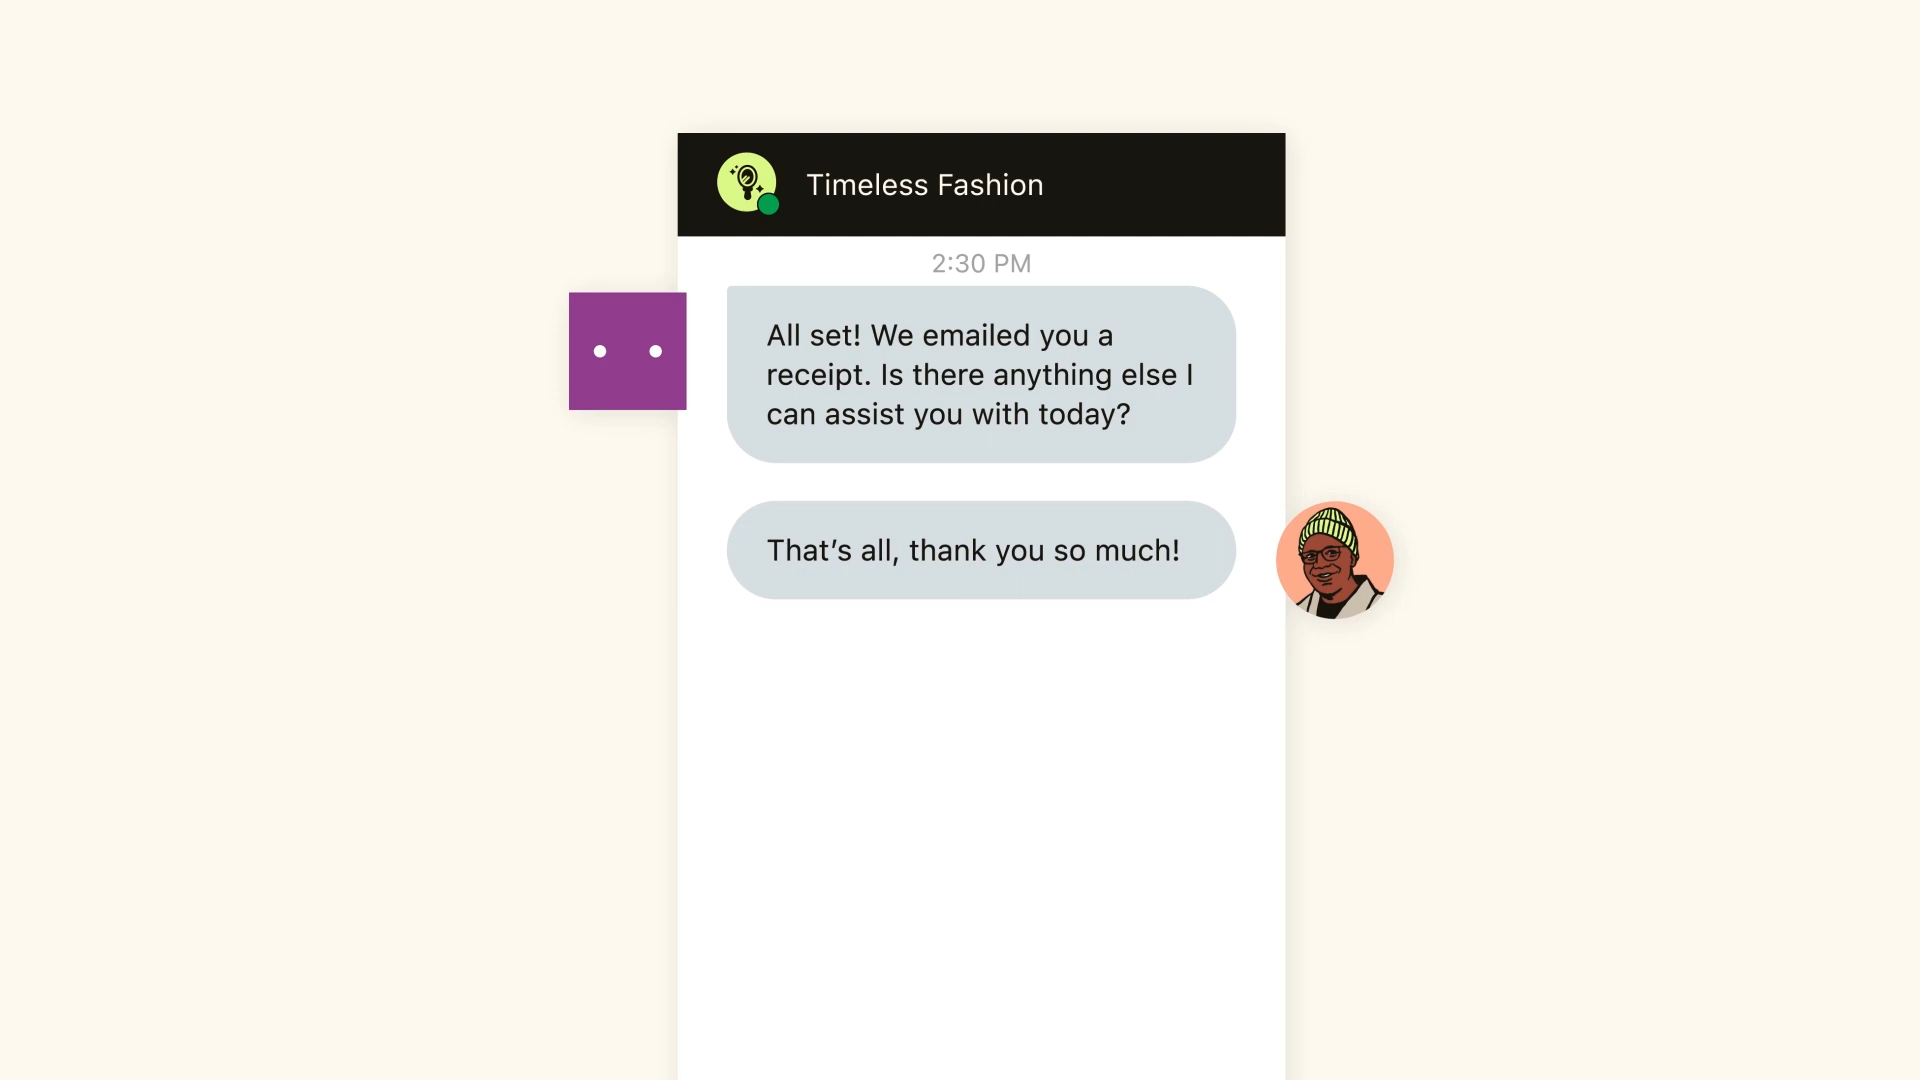 Timeless Fashion
2:30 PM
All set! We emailed you a
receipt. Is there anything else I
can assist you with today?
That’s all, thank you so much!